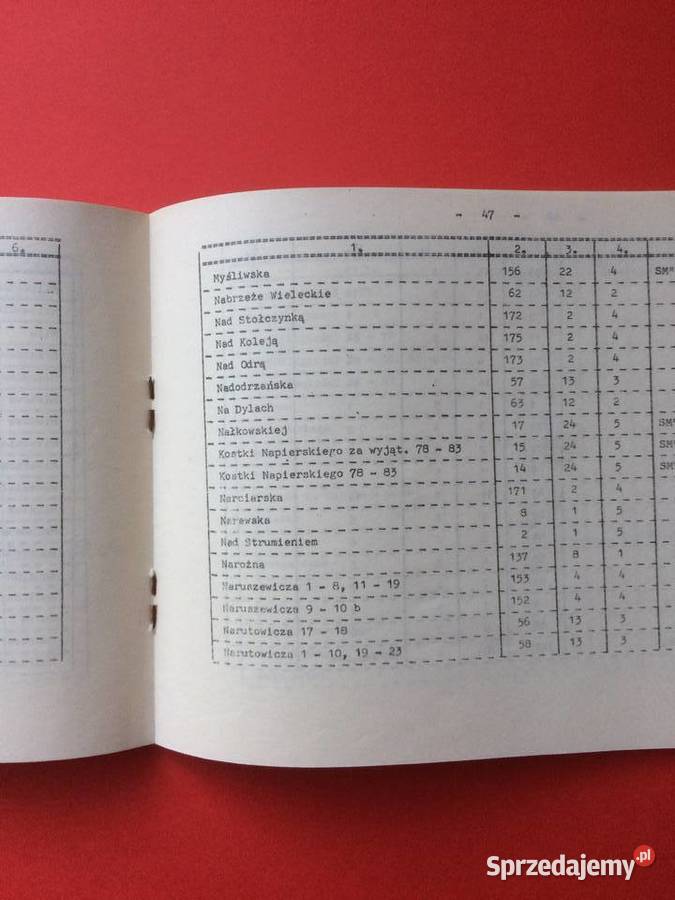 6.
- 47 -
1. 2. 3. 4.
Myśliwska 156 22 4 SM"
Nabrzeże Wieleckie 62 12 2
Nad Stołczynką 172 2 4
Nad Koleją 175 2 4
Nad Odrą 173 2 4
Nadodrzańska 57 13 3
Na Dylach 63 12 2
Nałkowskiej 17 24 5 SM"
Kostki Napierskiego za wyjąt. 78 - 83 15 24 5 SM"
Kostki Napierskiego 78 - 83 14 24 5 SM"
Narciarska 171 2 4
Narewska 8 1 5
Nad Strumieniem 2 1 5
Narożna 137 8 1
Naruszewicza 1 - 8, 11 - 19 153 4 4
Naruszewicza 9 - 10 b 152 4 4
Narutowicza 17 - 18 56 13 3
Narutowicza 1 - 10, 19 - 23 58 13 3
Sprzedajemy.pl